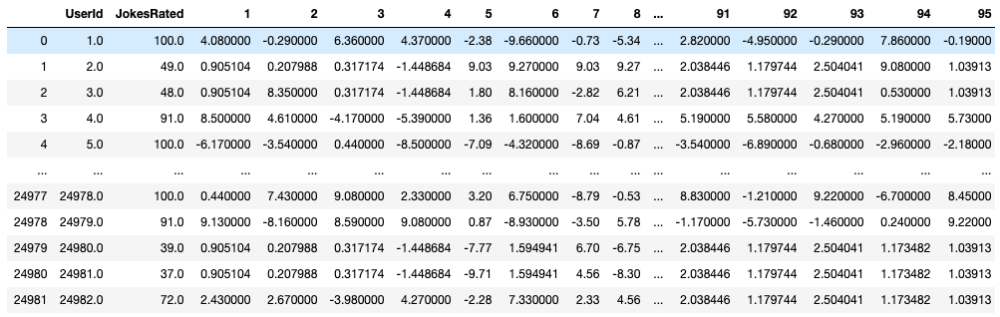 UserId JokesRated 1 2 3 4 5 6 7 8 ... 91 92 93 94 95
0 1.0 100.0 4.080000 -0.290000 6.360000 4.370000 -2.38 -9.660000 -0.73 -5.34 ... 2.820000 -4.950000 -0.290000 7.860000 -0.19000
1 2.0 49.0 0.905104 0.207988 0.317174 -1.448684 9.03 9.270000 9.03 9.27 ... 2.038446 1.179744 2.504041 9.080000 1.03913
2 3.0 48.0 0.905104 8.350000 0.317174 -1.448684 1.80 8.160000 -2.82 6.21 ... 2.038446 1.179744 2.504041 0.530000 1.03913
3 4.0 91.0 8.500000 4.610000 -4.170000 -5.390000 1.36 1.600000 7.04 4.61 ... 5.190000 5.580000 4.270000 5.190000 5.73000
4 5.0 100.0 -6.170000 -3.540000 0.440000 -8.500000 -7.09 -4.320000 -8.69 -0.87 ... -3.540000 -6.890000 -0.680000 -2.960000 -2.18000
... ... ... ... ... ... ... ... ... ... ... ... ... ... ... ...
24977 24978.0 100.0 0.440000 7.430000 9.080000 2.330000 3.20 6.750000 -8.79 -0.53 ... 8.830000 -1.210000 9.220000 -6.700000 8.45000
24978 24979.0 91.0 9.130000 -8.160000 8.590000 9.080000 0.87 -8.930000 -3.50 5.78 ... -1.170000 -5.730000 -1.460000 0.240000 9.22000
24979 24980.0 39.0 0.905104 0.207988 0.317174 -1.448684 -7.77 1.594941 6.70 -6.75 ... 2.038446 1.179744 2.504041 1.173482 1.03913
24980 24981.0 37.0 0.905104 0.207988 0.317174 -1.448684 -9.71 1.594941 4.56 -8.30 ... 2.038446 1.179744 2.504041 1.173482 1.03913
24981 24982.0 72.0 2.430000 2.670000 -3.980000 4.270000 -2.28 7.330000 2.33 4.56 ... 2.038446 1.179744 2.504041 1.173482 1.03913